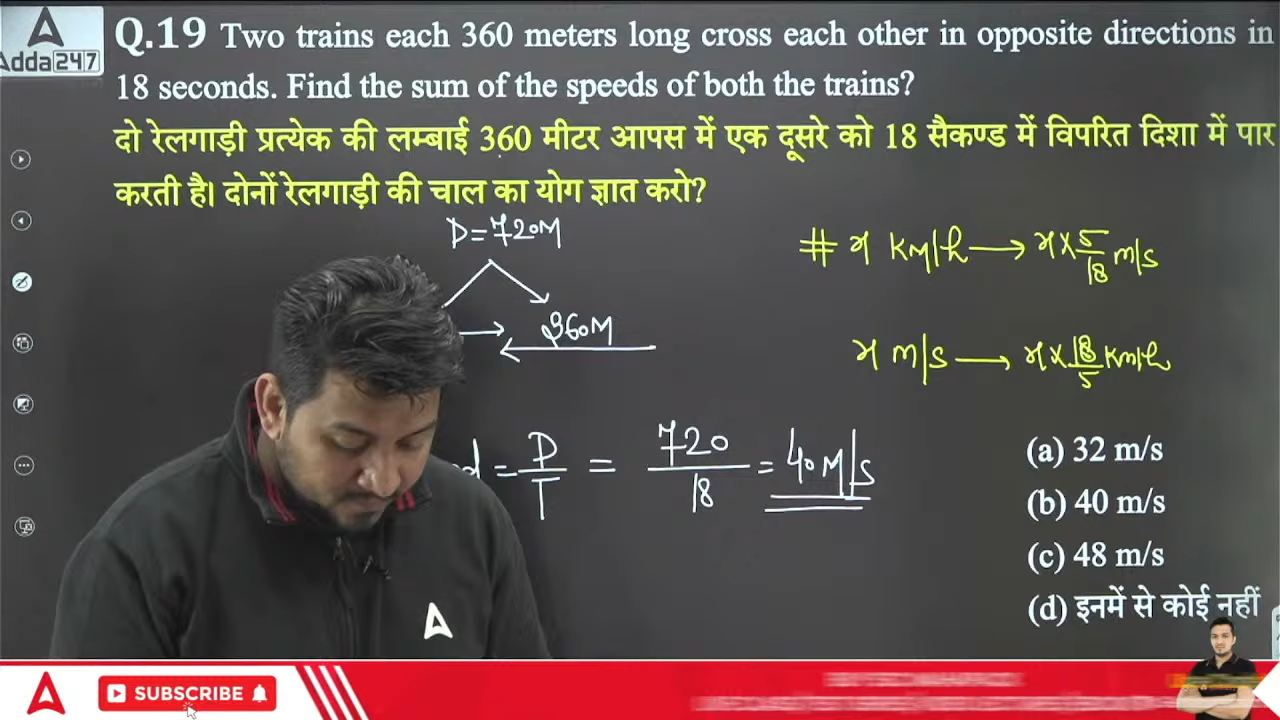 Adda247
Q.19 Two trains each 360 meters long cross each other in opposite directions in
18 seconds. Find the sum of the speeds of both the trains?
दो रेलगाड़ी प्रत्येक की लम्बाई 360 मीटर आपस में एक दूसरे को 18 सैकण्ड में विपरित दिशा में पार
करती है। दोनों रेलगाड़ी की चाल का योग ज्ञात करो?
D=720M
# x KM/h → x×5/18 m/s
360M
x m/s → x×18/5 Km/h
d = D/T = 720/18 = 40M/s
(a) 32 m/s
(b) 40 m/s
(c) 48 m/s
(d) इनमें से कोई नहीं
SUBSCRIBE